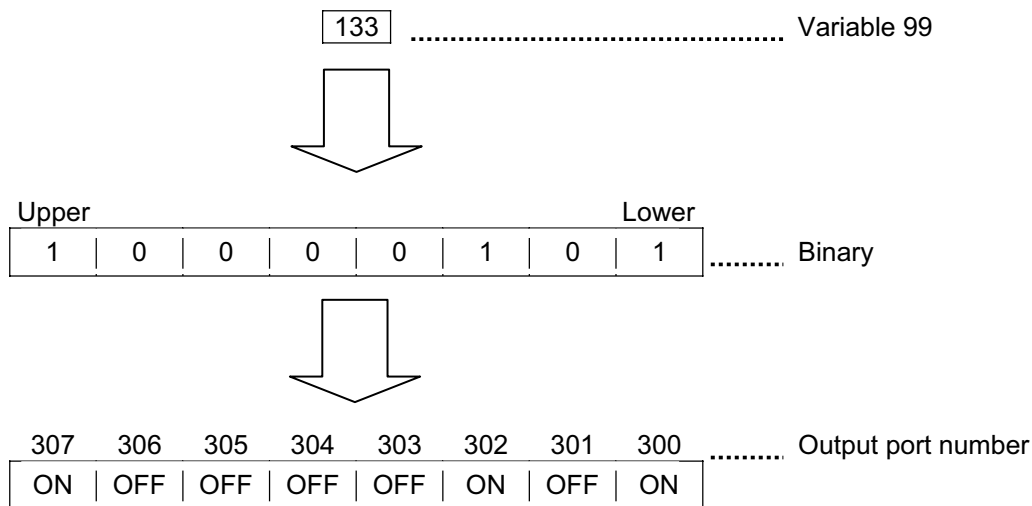 133 ........ Variable 99
Upper Lower
1 0 0 0 0 1 0 1 ........ Binary
307 306 305 304 303 302 301 300 ........ Output port number
ON OFF OFF OFF OFF ON OFF ON